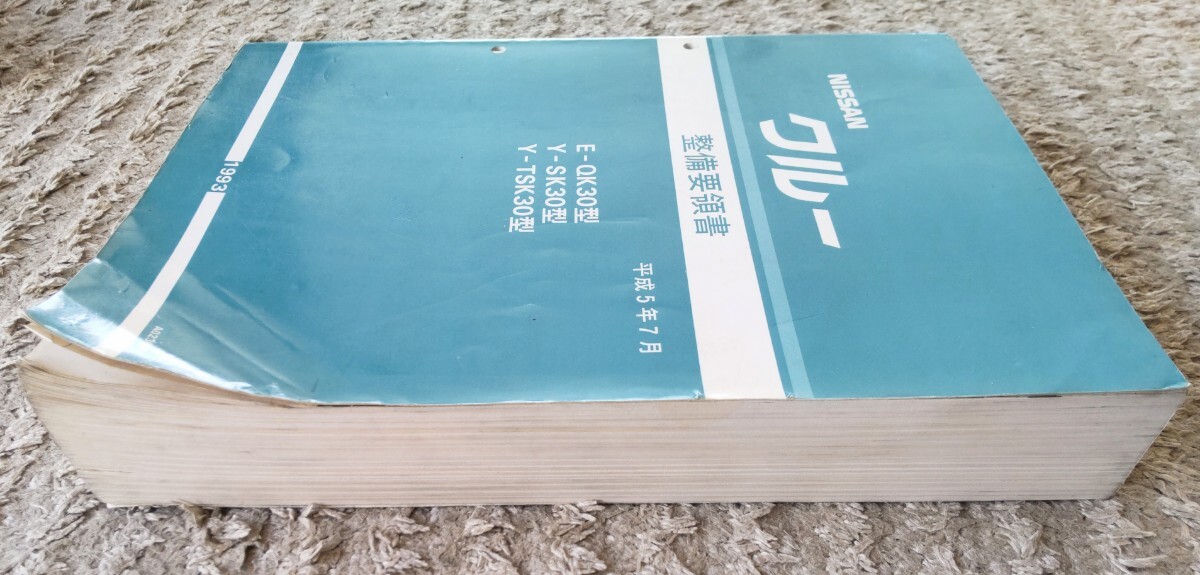 NISSAN
クルー
整備要領書
平成5年7月
E-QK30型
Y-SK30型
Y-TSK30型
1993